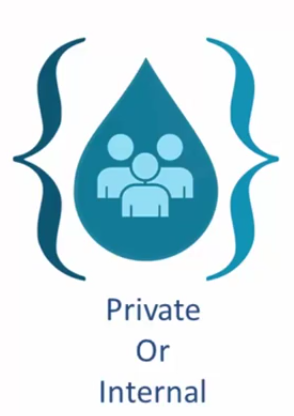 Private
Or
Internal